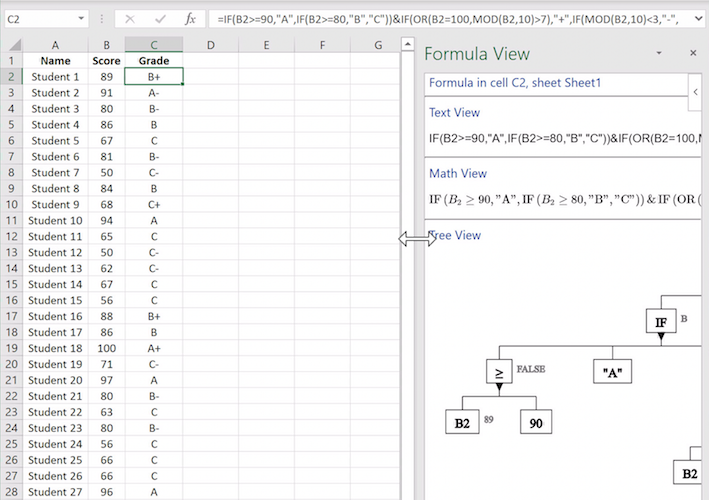 C2 =IF(B2>=90,"A",IF(B2>=80,"B","C"))&IF(OR(B2=100,MOD(B2,10)>7),"+",IF(MOD(B2,10)<3,"-",
A B C D E F G
1 Name Score Grade
2 Student 1 89 B+
3 Student 2 91 A-
4 Student 3 80 B-
5 Student 4 86 B
6 Student 5 67 C
7 Student 6 81 B-
8 Student 7 50 C-
9 Student 8 84 B
10 Student 9 68 C+
11 Student 10 94 A
12 Student 11 65 C
13 Student 12 50 C-
14 Student 13 62 C-
15 Student 14 67 C
16 Student 15 56 C
17 Student 16 88 B+
18 Student 17 86 B
19 Student 18 100 A+
20 Student 19 71 C-
21 Student 20 97 A
22 Student 21 80 B-
23 Student 22 63 C
24 Student 23 80 B-
25 Student 24 56 C
26 Student 25 66 C
27 Student 26 66 C
28 Student 27 96 A
Formula View
Formula in cell C2, sheet Sheet1
Text View
IF(B2>=90,"A",IF(B2>=80,"B","C"))&IF(OR(B2=100,
Math View
IF (B₂ ≥ 90, "A", IF (B₂ ≥ 80, "B", "C")) & IF (OR (
Tree View
IF B
≥ FALSE "A"
B2 89 90
B2